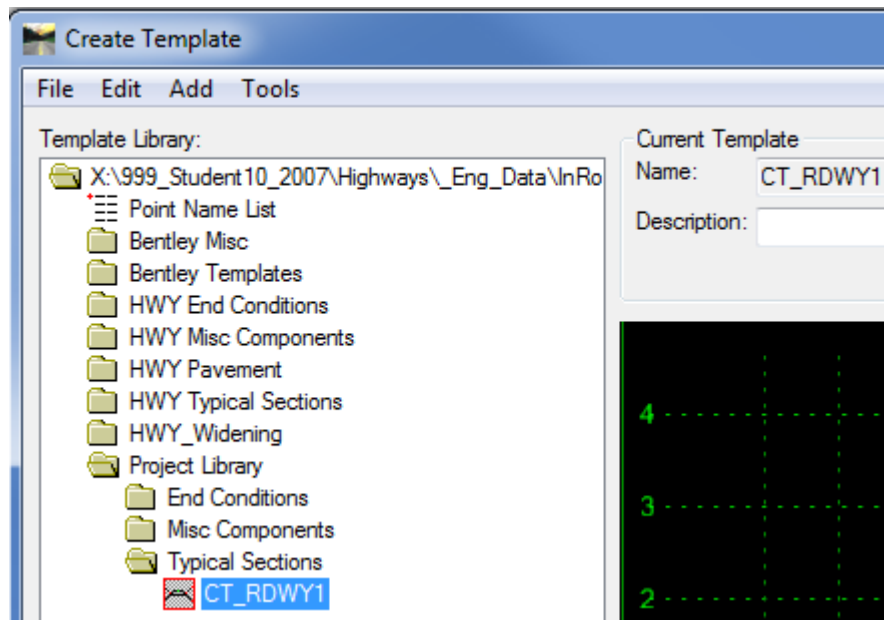 Create Template
File Edit Add Tools
Template Library:
X:\999_Student10_2007\Highways\_Eng_Data\InRo
Point Name List
Bentley Misc
Bentley Templates
HWY End Conditions
HWY Misc Components
HWY Pavement
HWY Typical Sections
HWY_Widening
Project Library
End Conditions
Misc Components
Typical Sections
CT_RDWY1
Current Template
Name: CT_RDWY1
Description:
4
3
2